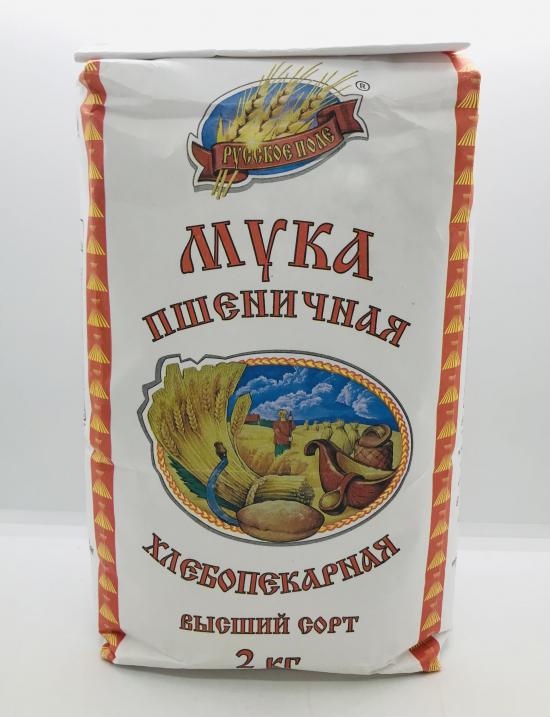 ®
РУССКОЕ ПОЛЕ
МУКА
ПШЕНИЧНАЯ
ХЛЕБОПЕКАРНАЯ
ВЫСШИЙ СОРТ
2 кг